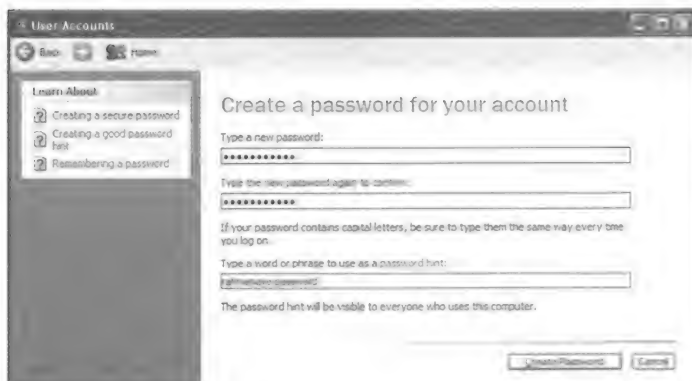 User Accounts
Back Home
Learn About
Creating a secure password
Creating a good password
hint
Remembering a password
Create a password for your account
Type a new password:
●●●●●●●●●●●
Type the new password again to confirm:
●●●●●●●●●●●
If your password contains capital letters, be sure to type them the same way every time
you log on.
Type a word or phrase to use as a password hint:
password
The password hint will be visible to everyone who uses this computer.
Create Password Cancel